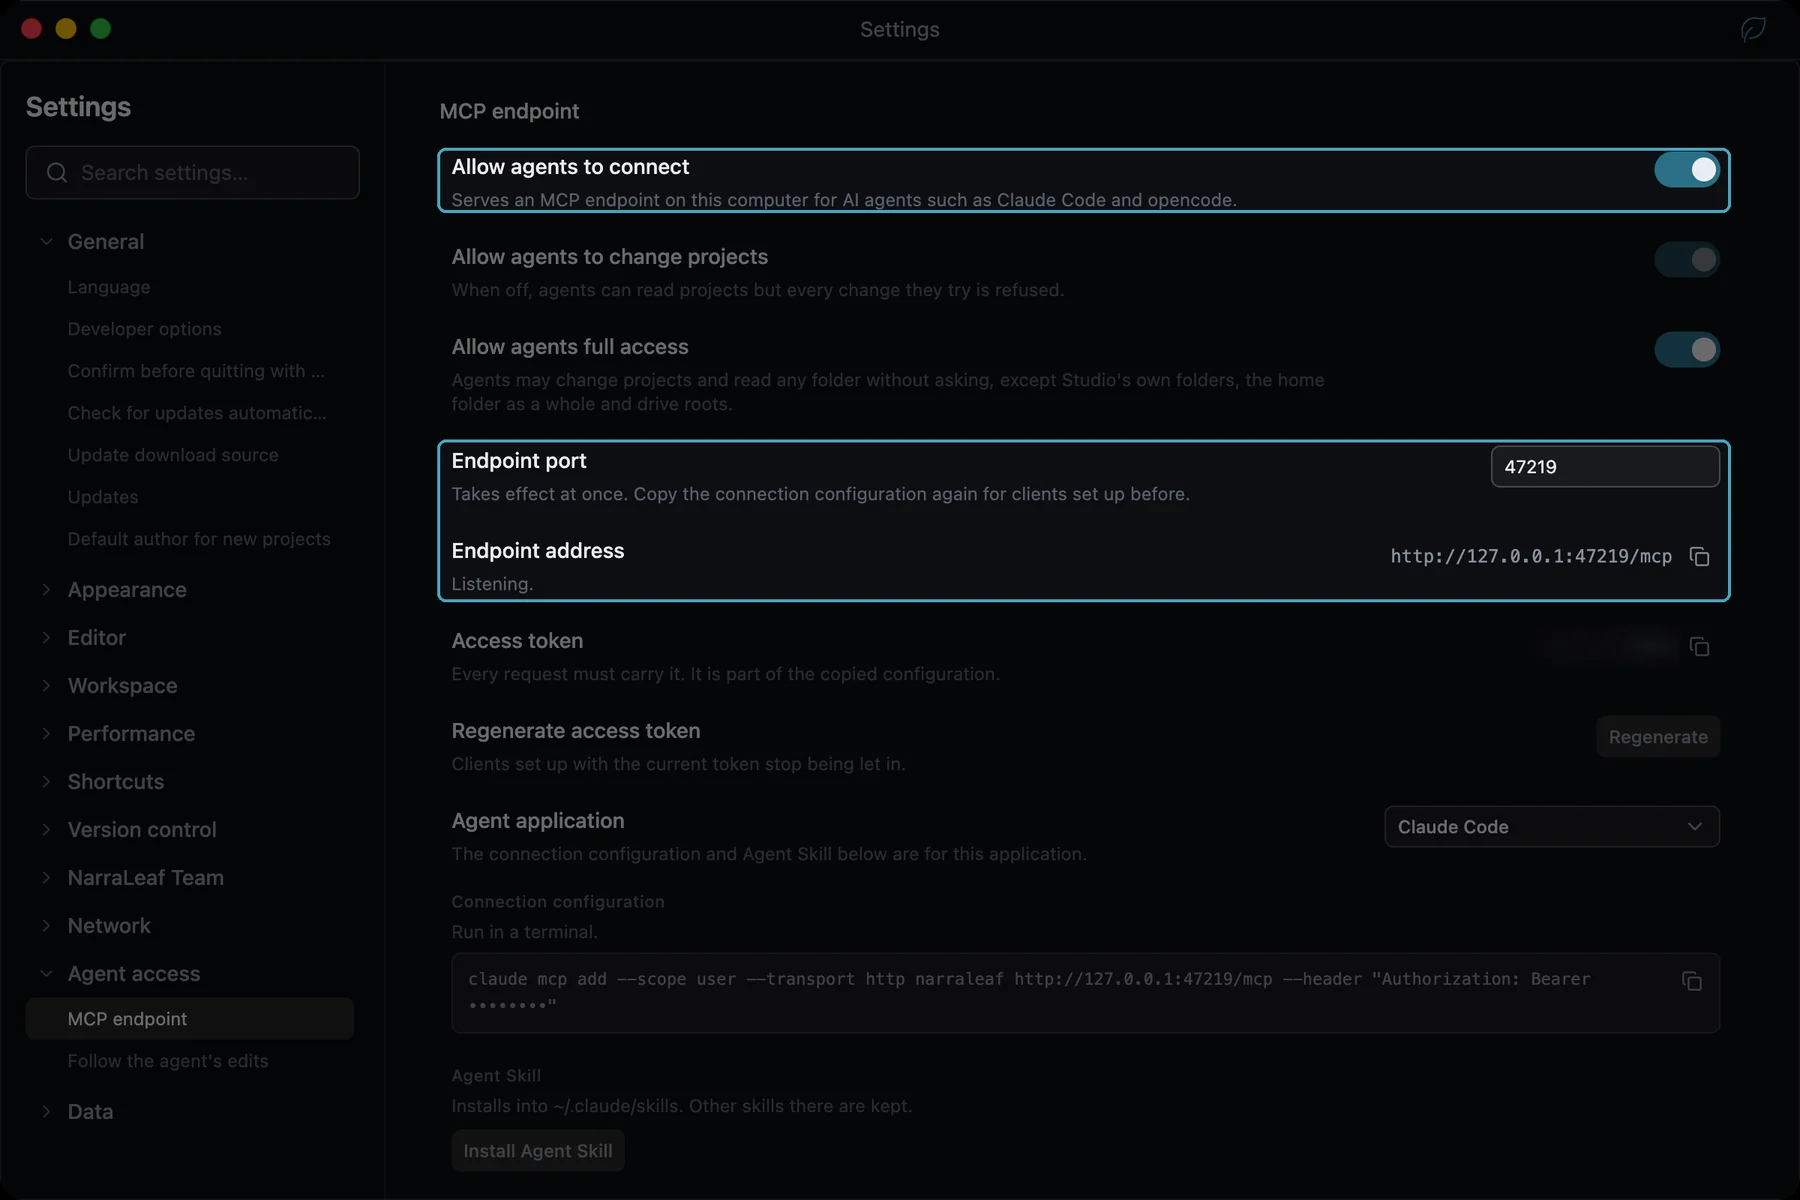 Settings
Settings
Search settings...
General
Language
Developer options
Confirm before quitting with ...
Check for updates automatic...
Update download source
Updates
Default author for new projects
Appearance
Editor
Workspace
Performance
Shortcuts
Version control
NarraLeaf Team
Network
Agent access
MCP endpoint
Follow the agent's edits
Data
MCP endpoint
Allow agents to connect
Serves an MCP endpoint on this computer for AI agents such as Claude Code and opencode.
Allow agents to change projects
When off, agents can read projects but every change they try is refused.
Allow agents full access
Agents may change projects and read any folder without asking, except Studio's own folders, the home
folder as a whole and drive roots.
Endpoint port
47219
Takes effect at once. Copy the connection configuration again for clients set up before.
Endpoint address
http://127.0.0.1:47219/mcp
Listening.
Access token
Every request must carry it. It is part of the copied configuration.
Regenerate access token
Regenerate
Clients set up with the current token stop being let in.
Agent application
Claude Code
The connection configuration and Agent Skill below are for this application.
Connection configuration
Run in a terminal.
claude mcp add --scope user --transport http narraleaf http://127.0.0.1:47219/mcp --header "Authorization: Bearer
••••••••"
Agent Skill
Installs into ~/.claude/skills. Other skills there are kept.
Install Agent Skill